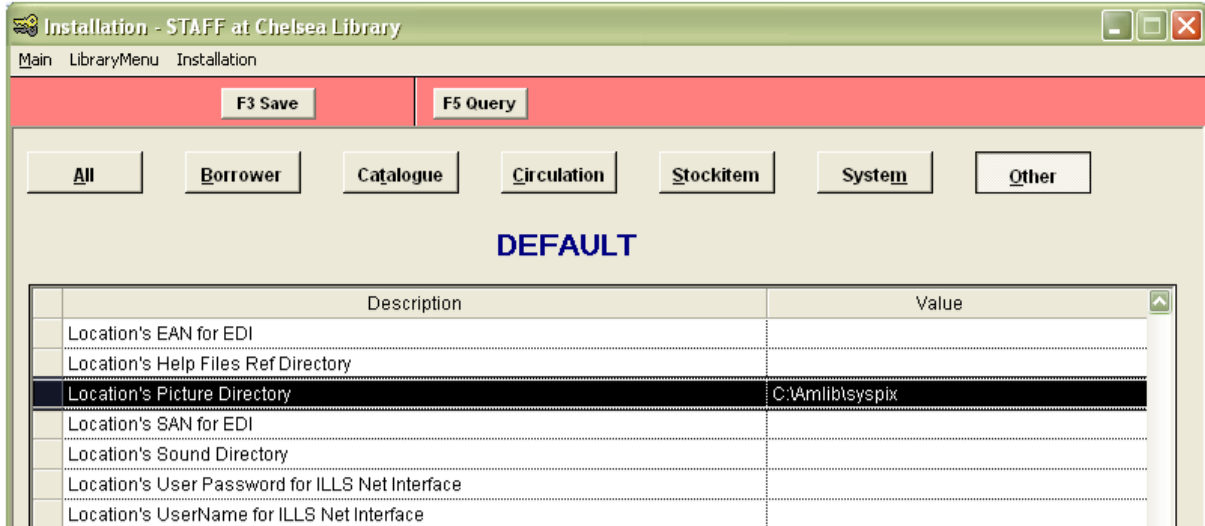 Installation - STAFF at Chelsea Library
Main LibraryMenu Installation
F3 Save F5 Query
All Borrower Catalogue Circulation Stockitem System Other
DEFAULT
Description Value
Location's EAN for EDI
Location's Help Files Ref Directory
Location's Picture Directory C:\Amlib\syspix
Location's SAN for EDI
Location's Sound Directory
Location's User Password for ILLS Net Interface
Location's UserName for ILLS Net Interface